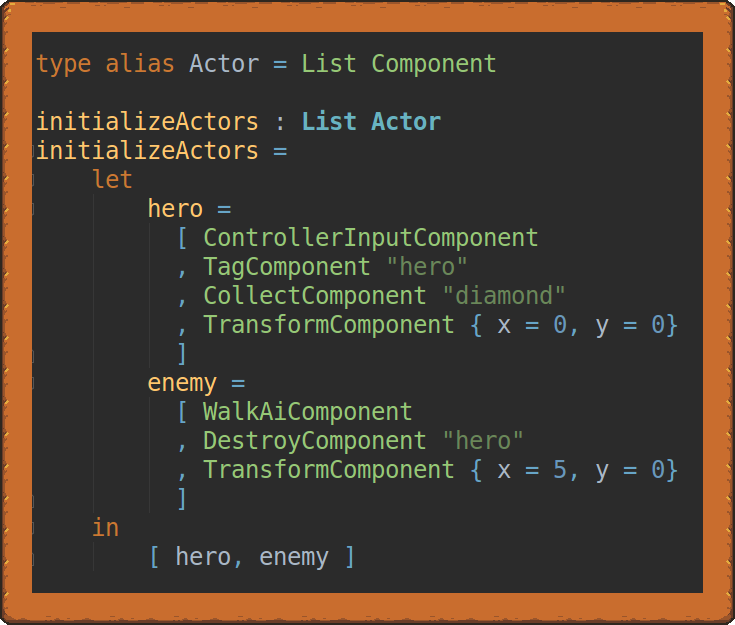 type alias Actor = List Component

initializeActors : List Actor
initializeActors =
    let
        hero =
          [ ControllerInputComponent
          , TagComponent "hero"
          , CollectComponent "diamond"
          , TransformComponent { x = 0, y = 0}
          ]
        enemy =
          [ WalkAiComponent
          , DestroyComponent "hero"
          , TransformComponent { x = 5, y = 0}
          ]
    in
        [ hero, enemy ]